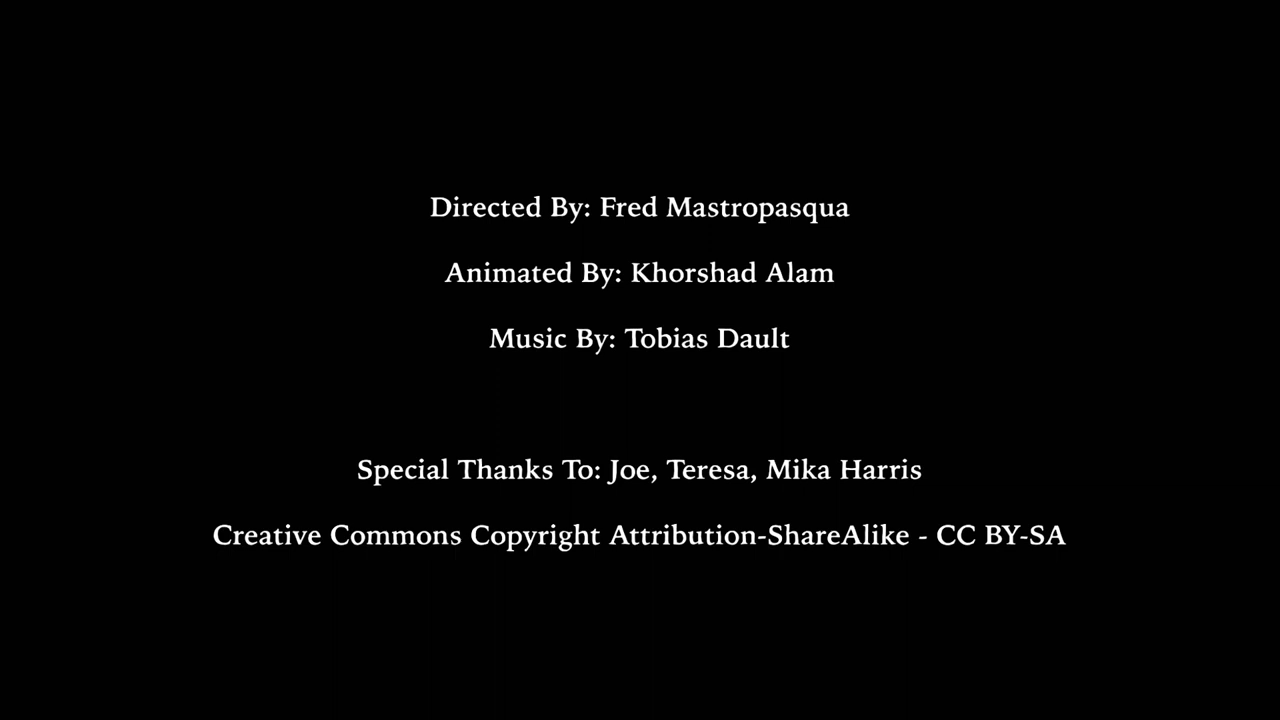 Directed By: Fred Mastropasqua
Animated By: Khorshad Alam
Music By: Tobias Dault
Special Thanks To: Joe, Teresa, Mika Harris
Creative Commons Copyright Attribution-ShareAlike - CC BY-SA